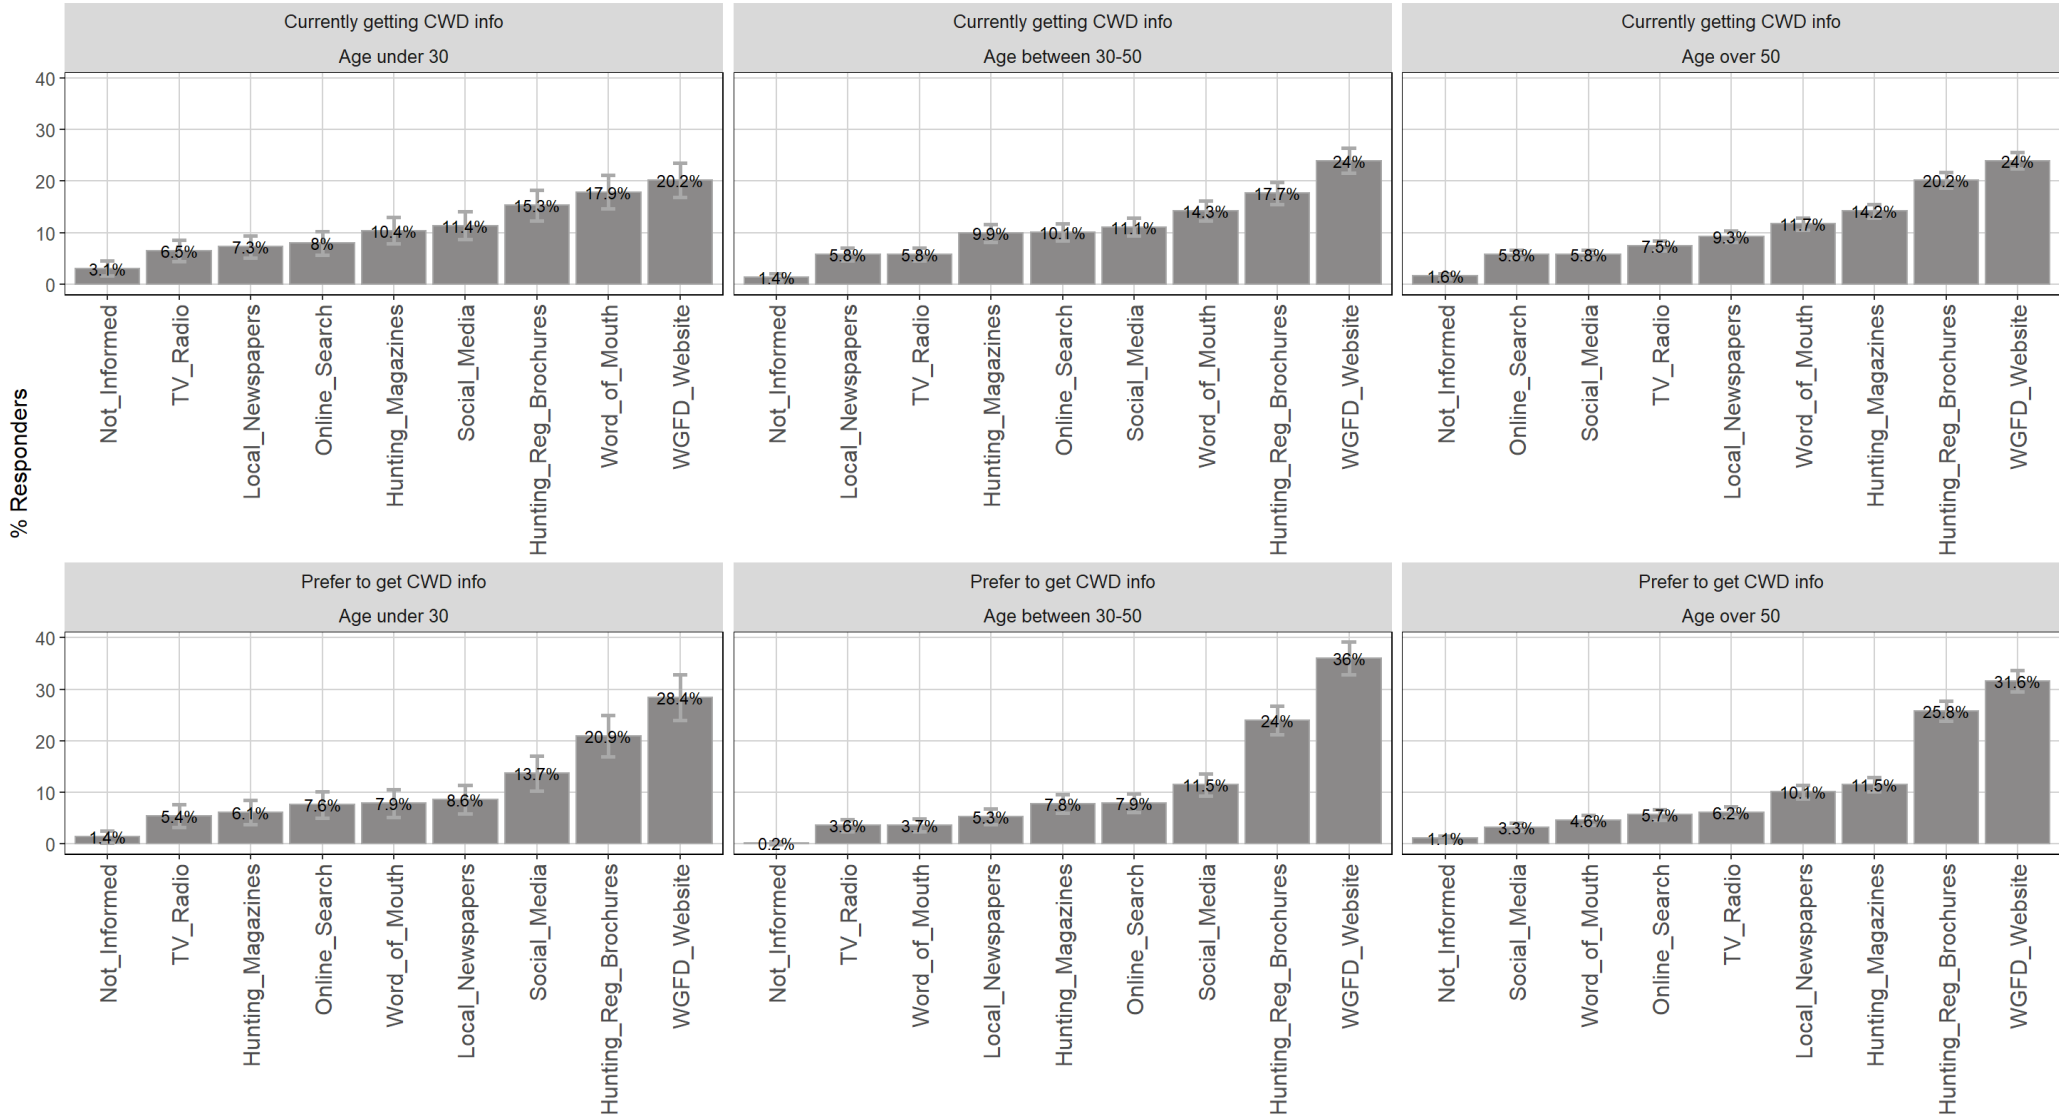 Currently getting CWD info
Age under 30
Currently getting CWD info
Age between 30-50
Currently getting CWD info
Age over 50
% Responders
40
30
20
10
0
3.1%
6.5%
7.3%
8%
10.4%
11.4%
15.3%
17.9%
20.2%
Not_Informed
TV_Radio
Local_Newspapers
Online_Search
Hunting_Magazines
Social_Media
Hunting_Reg_Brochures
Word_of_Mouth
WGFD_Website
1.4%
5.8%
5.8%
9.9%
10.1%
11.1%
14.3%
17.7%
24%
Not_Informed
Local_Newspapers
TV_Radio
Hunting_Magazines
Online_Search
Social_Media
Word_of_Mouth
Hunting_Reg_Brochures
WGFD_Website
1.6%
5.8%
5.8%
7.5%
9.3%
11.7%
14.2%
20.2%
24%
Not_Informed
Online_Search
Social_Media
TV_Radio
Local_Newspapers
Word_of_Mouth
Hunting_Magazines
Hunting_Reg_Brochures
WGFD_Website
Prefer to get CWD info
Age under 30
Prefer to get CWD info
Age between 30-50
Prefer to get CWD info
Age over 50
40
30
20
10
0
1.4%
5.4%
6.1%
7.6%
7.9%
8.6%
13.7%
20.9%
28.4%
Not_Informed
TV_Radio
Hunting_Magazines
Online_Search
Word_of_Mouth
Local_Newspapers
Social_Media
Hunting_Reg_Brochures
WGFD_Website
0.2%
3.6%
3.7%
5.3%
7.8%
7.9%
11.5%
24%
36%
Not_Informed
TV_Radio
Word_of_Mouth
Local_Newspapers
Hunting_Magazines
Online_Search
Social_Media
Hunting_Reg_Brochures
WGFD_Website
1.1%
3.3%
4.6%
5.7%
6.2%
10.1%
11.5%
25.8%
31.6%
Not_Informed
Social_Media
Word_of_Mouth
Online_Search
TV_Radio
Local_Newspapers
Hunting_Magazines
Hunting_Reg_Brochures
WGFD_Website